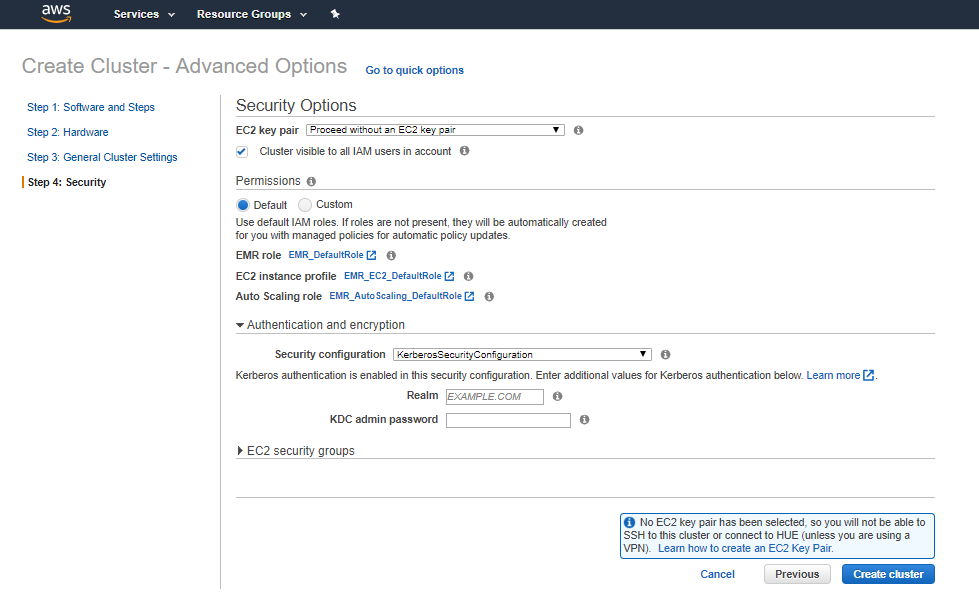 aws
Services
Resource Groups
Create Cluster - Advanced Options
Go to quick options
Step 1: Software and Steps
Step 2: Hardware
Step 3: General Cluster Settings
Step 4: Security
Security Options
EC2 key pair Proceed without an EC2 key pair
Cluster visible to all IAM users in account
Permissions
Default Custom
Use default IAM roles. If roles are not present, they will be automatically created
for you with managed policies for automatic policy updates.
EMR role EMR_DefaultRole
EC2 instance profile EMR_EC2_DefaultRole
Auto Scaling role EMR_AutoScaling_DefaultRole
Authentication and encryption
Security configuration KerberosSecurityConfiguration
Kerberos authentication is enabled in this security configuration. Enter additional values for Kerberos authentication below. Learn more.
Realm EXAMPLE.COM
KDC admin password
EC2 security groups
No EC2 key pair has been selected, so you will not be able to
SSH to this cluster or connect to HUE (unless you are using a
VPN). Learn how to create an EC2 Key Pair.
Cancel Previous Create cluster